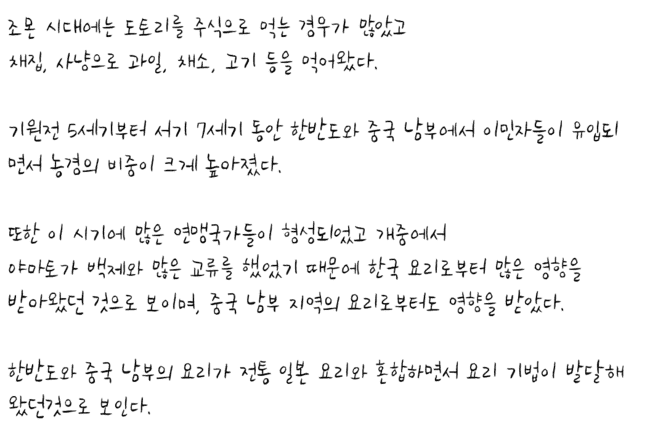 조몬 시대에는 도토리를 주식으로 먹는 경우가 많았고
채집, 사냥으로 과일, 채소, 고기 등을 먹어왔다.
기원전 5세기부터 서기 7세기 동안 한반도와 중국 남부에서 이민자들이 유입되
면서 농경의 비중이 크게 높아졌다.
또한 이 시기에 많은 연맹국가들이 형성되었고 개중에서
야마토가 백제와 많은 교류를 했었기 때문에 한국 요리로부터 많은 영향을
받아왔던 것으로 보이며, 중국 남부 지역의 요리로부터도 영향을 받았다.
한반도와 중국 남부의 요리가 전통 일본 요리와 혼합하면서 요리 기법이 발달해
왔던것으로 보인다.